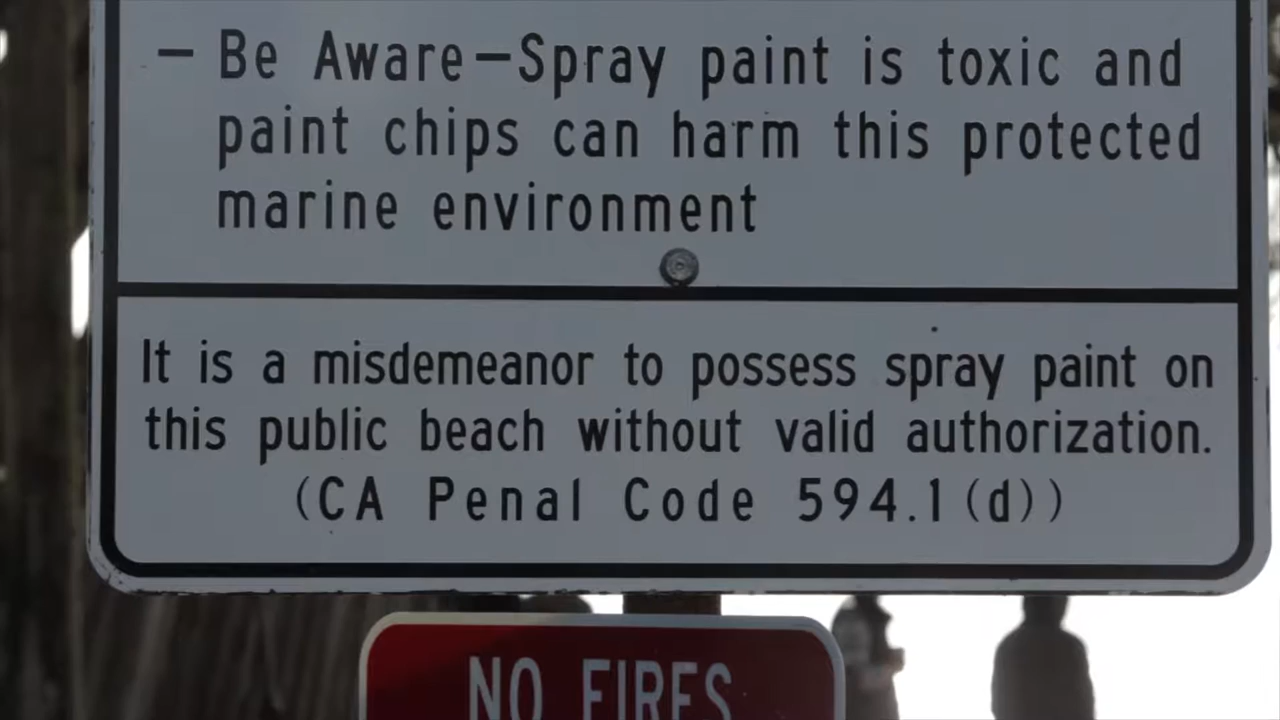 – Be Aware–Spray paint is toxic and
paint chips can harm this protected
marine environment
It is a misdemeanor to possess spray paint on
this public beach without valid authorization.
(CA Penal Code 594.1(d))
NO FIRES